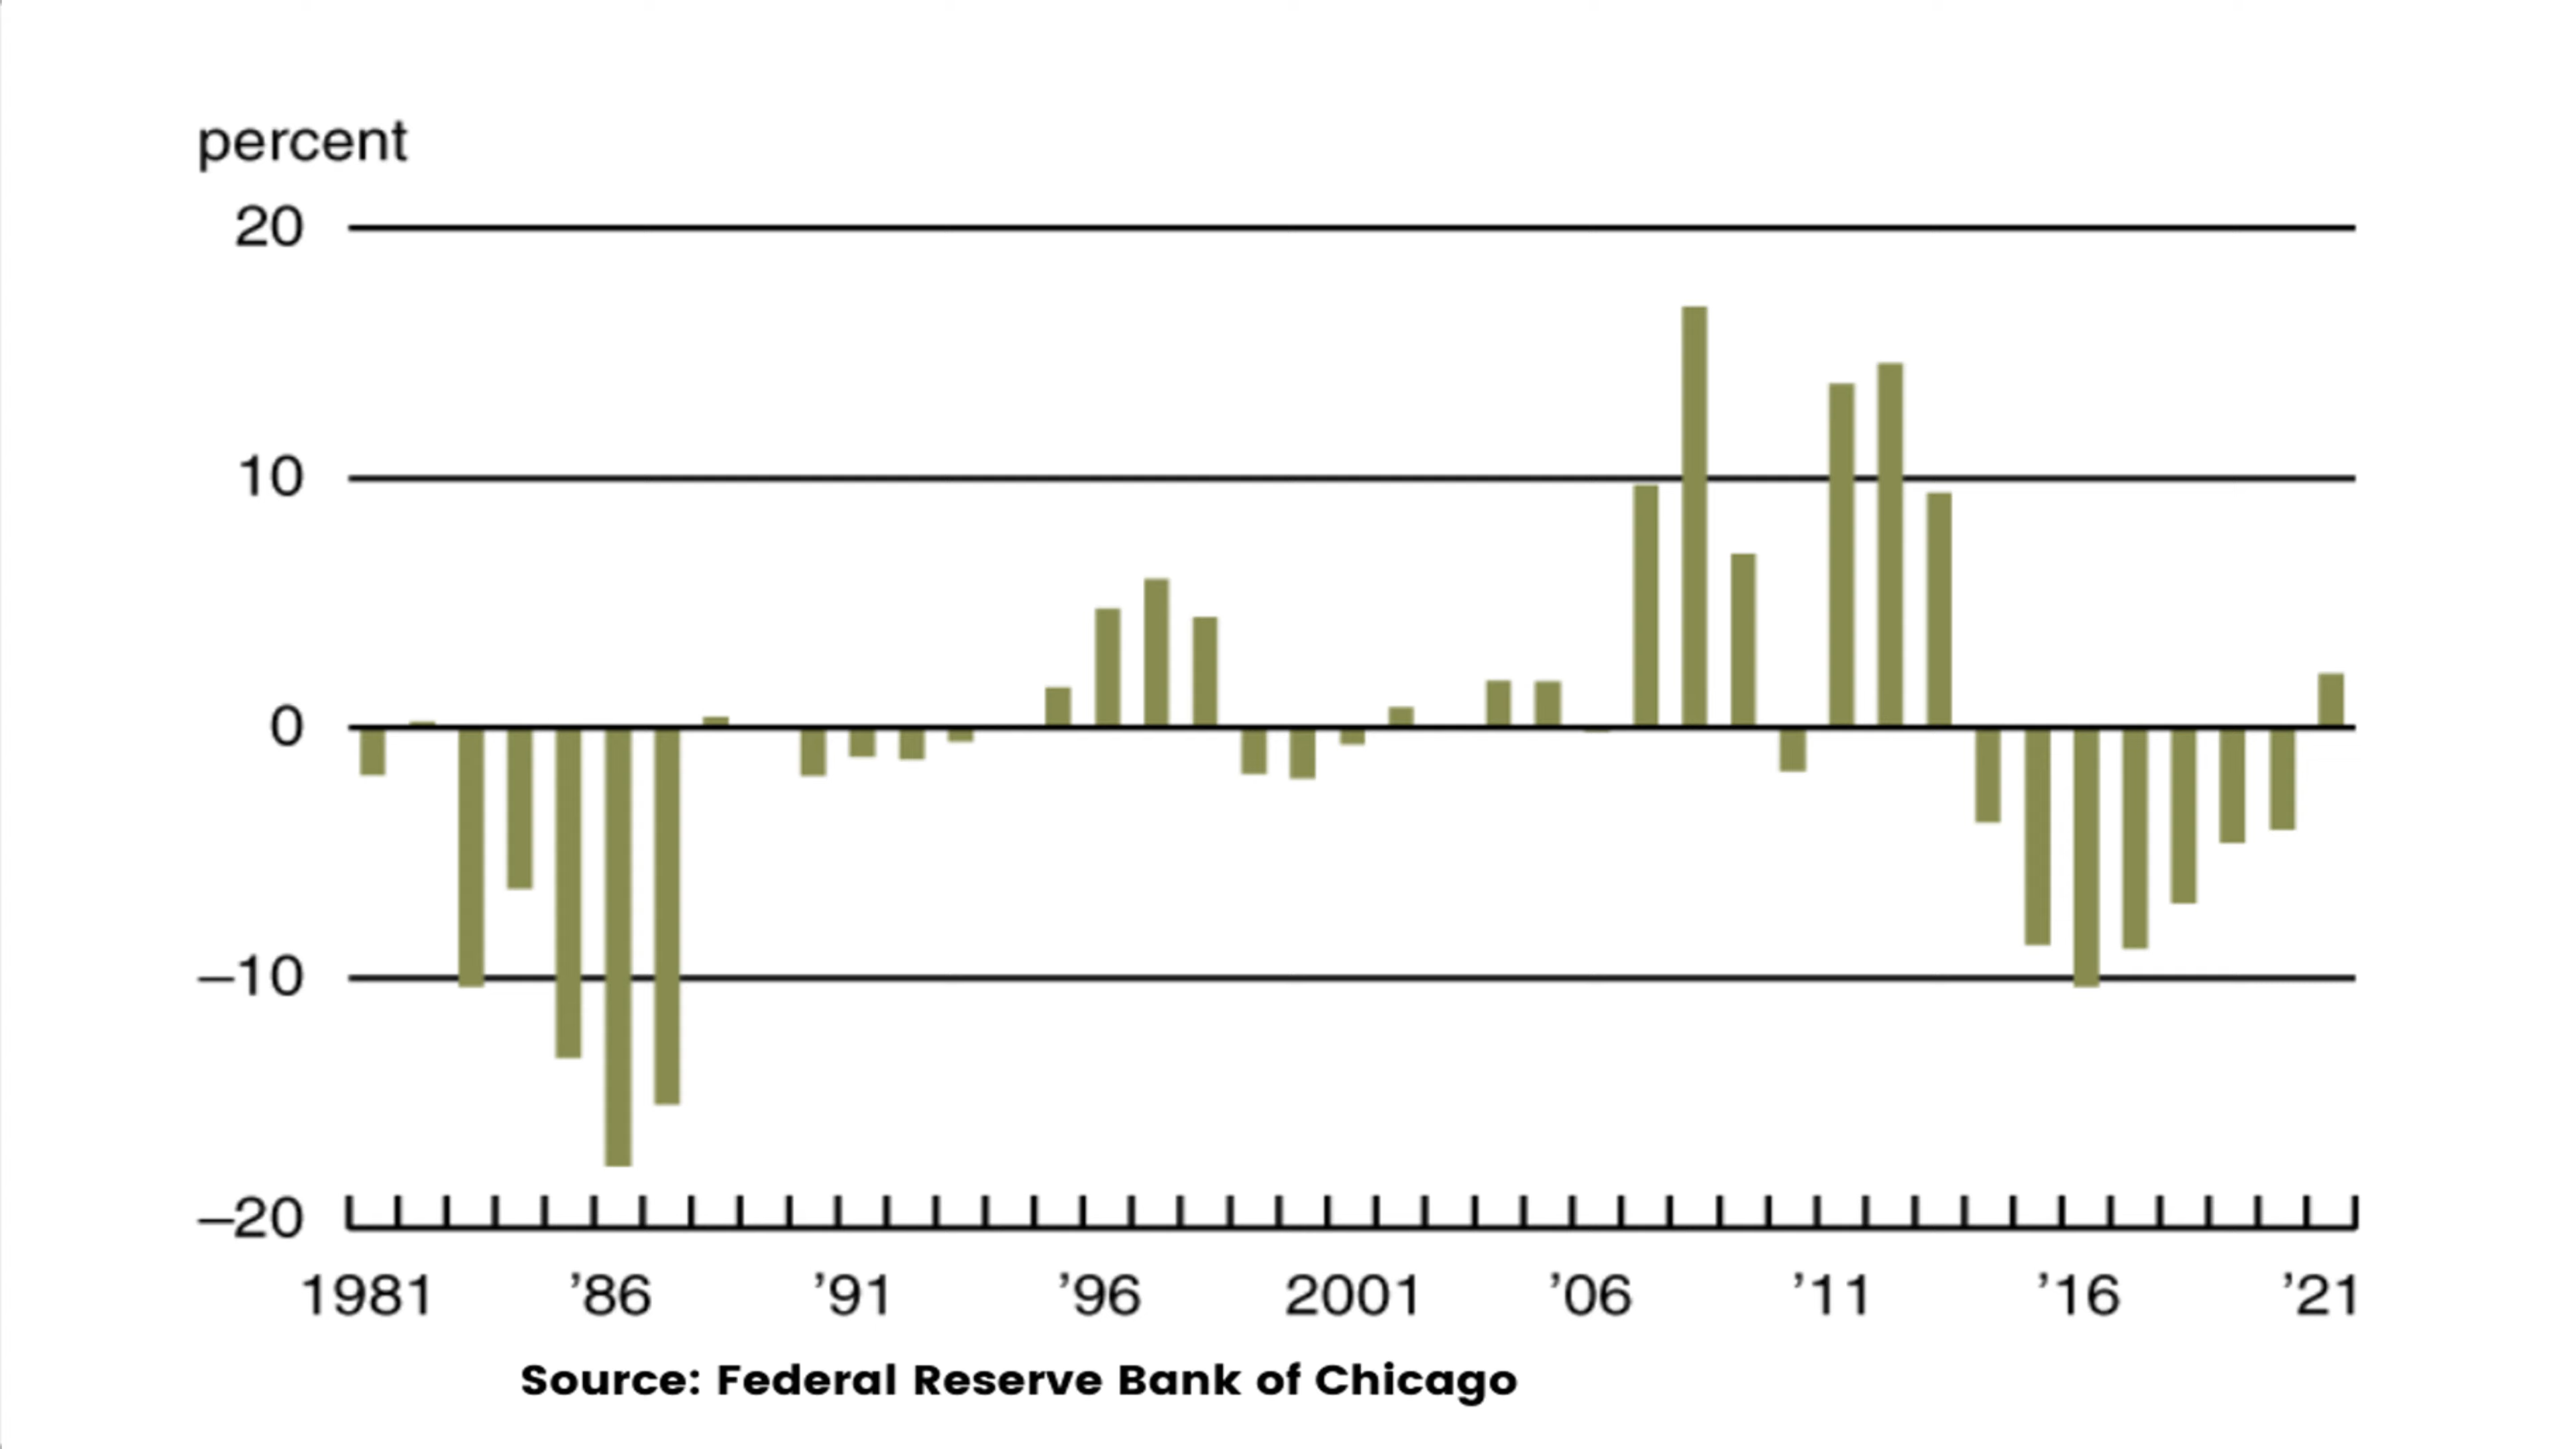 percent
20
10
0
–10
–20
1981 ’86 ’91 ’96 2001 ’06 ’11 ’16 ’21
Source: Federal Reserve Bank of Chicago